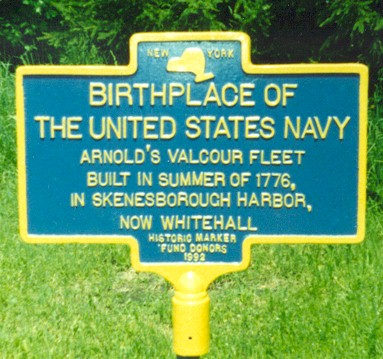 NEW YORK
BIRTHPLACE OF
THE UNITED STATES NAVY
ARNOLD'S VALCOUR FLEET
BUILT IN SUMMER OF 1776,
IN SKENESBOROUGH HARBOR,
NOW WHITEHALL
HISTORIC MARKER
FUND DONORS
1992